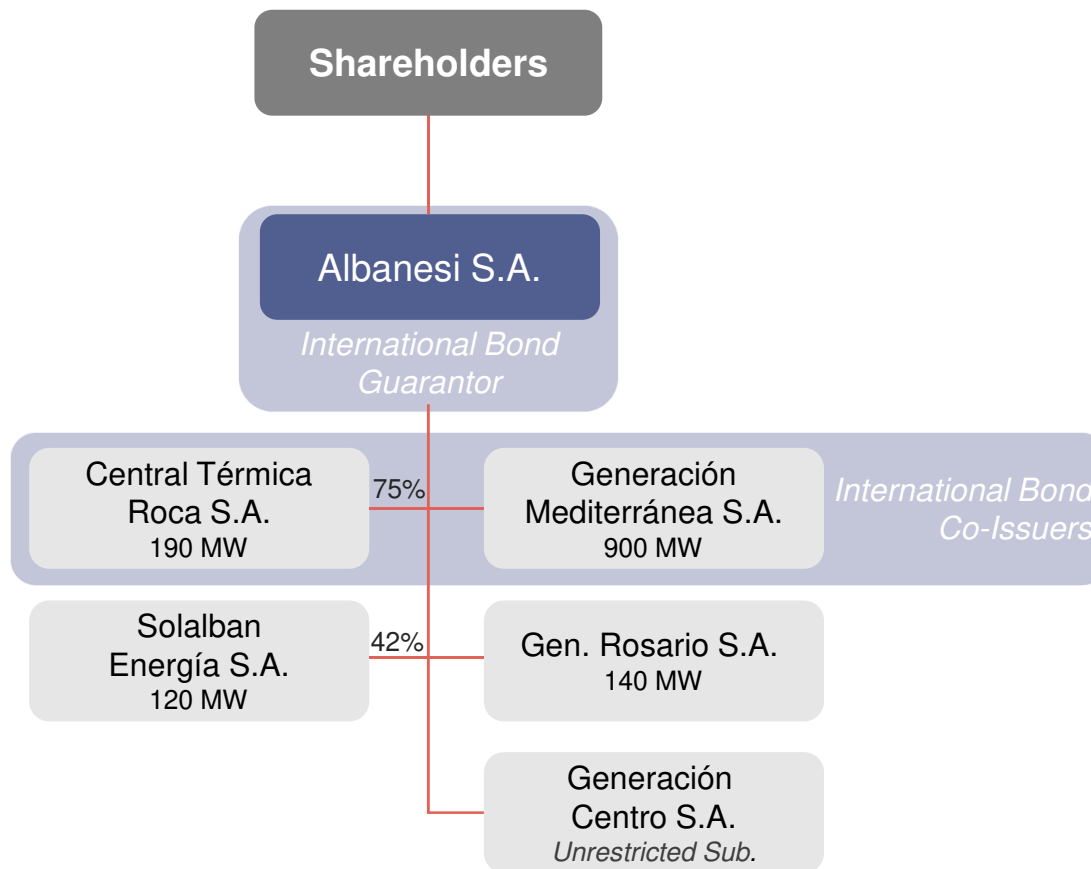 Shareholders
Albanesi S.A.
International Bond
Guarantor
Central Térmica
Roca S.A.
190 MW
75%
Generación
Mediterránea S.A.
900 MW
International Bond
Co-Issuers
Solalban
Energía S.A.
120 MW
42%
Gen. Rosario S.A.
140 MW
Generación
Centro S.A.
Unrestricted Sub.